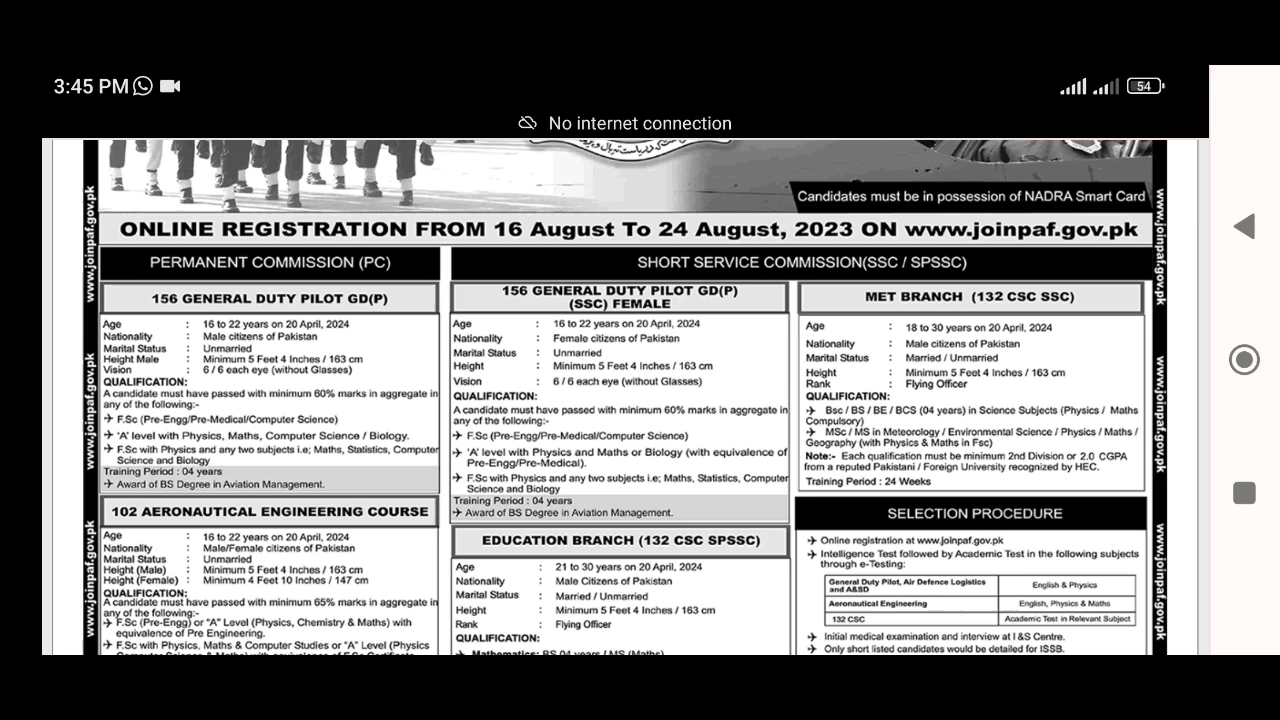 3:45 PM
54
No internet connection
Candidates must be in possession of NADRA Smart Card
ONLINE REGISTRATION FROM 16 August To 24 August, 2023 ON www.joinpaf.gov.pk
www.joinpaf.gov.pk
www.joinpaf.gov.pk
www.joinpaf.gov.pk
PERMANENT COMMISSION (PC)
156 GENERAL DUTY PILOT GD(P)
Age : 16 to 22 years on 20 April, 2024
Nationality : Male citizens of Pakistan
Marital Status : Unmarried
Height Male : Minimum 5 Feet 4 Inches / 163 cm
Vision : 6 / 6 each eye (without Glasses)
QUALIFICATION:
A candidate must have passed with minimum 60% marks in aggregate in
any of the following:-
✈ F.Sc (Pre-Engg/Pre-Medical/Computer Science)
✈ 'A' level with Physics, Maths, Computer Science / Biology.
✈ F.Sc with Physics and any two subjects i.e; Maths, Statistics, Computer
Science and Biology
Training Period : 04 years
✈ Award of BS Degree in Aviation Management.
102 AERONAUTICAL ENGINEERING COURSE
Age : 16 to 22 years on 20 April, 2024
Nationality : Male/Female citizens of Pakistan
Marital Status : Unmarried
Height (Male) : Minimum 5 Feet 4 Inches / 163 cm
Height (Female) : Minimum 4 Feet 10 Inches / 147 cm
QUALIFICATION:
A candidate must have passed with minimum 65% marks in aggregate in
any of the following:-
✈ F.Sc (Pre-Engg) or "A" Level (Physics, Chemistry & Maths) with
equivalence of Pre Engineering.
✈ F.Sc with Physics, Maths & Computer Studies or "A" Level (Physics
Computer Science & Maths) with equivalence of F.Sc Certificate
SHORT SERVICE COMMISSION(SSC / SPSSC)
156 GENERAL DUTY PILOT GD(P)
(SSC) FEMALE
Age : 16 to 22 years on 20 April, 2024
Nationality : Female citizens of Pakistan
Marital Status : Unmarried
Height : Minimum 5 Feet 4 Inches / 163 cm
Vision : 6 / 6 each eye (without Glasses)
QUALIFICATION:
A candidate must have passed with minimum 60% marks in aggregate in
any of the following:-
✈ F.Sc (Pre-Engg/Pre-Medical/Computer Science)
✈ 'A' level with Physics and Maths or Biology (with equivalence of
Pre-Engg/Pre-Medical).
✈ F.Sc with Physics and any two subjects i.e; Maths, Statistics, Computer
Science and Biology
Training Period : 04 years
✈ Award of BS Degree in Aviation Management.
EDUCATION BRANCH (132 CSC SPSSC)
Age : 21 to 30 years on 20 April, 2024
Nationality : Male Citizens of Pakistan
Marital Status : Married / Unmarried
Height : Minimum 5 Feet 4 Inches / 163 cm
Rank : Flying Officer
QUALIFICATION:
✈ Mathematics: BS 04 years / MS (Maths)
MET BRANCH (132 CSC SSC)
Age : 18 to 30 years on 20 April, 2024
Nationality : Male citizens of Pakistan
Marital Status : Married / Unmarried
Height : Minimum 5 Feet 4 Inches / 163 cm
Rank : Flying Officer
QUALIFICATION:
✈ Bsc / BS / BE / BCS (04 years) in Science Subjects (Physics / Maths
Compulsory)
✈ MSc / MS in Meteorology / Environmental Science / Physics / Maths /
Geography (with Physics & Maths in Fsc)
Note:- Each qualification must be minimum 2nd Division or 2.0 CGPA
from a reputed Pakistani / Foreign University recognized by HEC.
Training Period : 24 Weeks
SELECTION PROCEDURE
✈ Online registration at www.joinpaf.gov.pk
✈ Intelligence Test followed by Academic Test in the following subjects
through e-Testing:
General Duty Pilot, Air Defence Logistics
and A&SD English & Physics
Aeronautical Engineering English, Physics & Maths
132 CSC Academic Test in Relevant Subject
✈ Initial medical examination and interview at I &S Centre.
✈ Only short listed candidates would be detailed for ISSB.
www.joinpaf.gov.pk
www.joinpaf.gov.pk
www.joinpaf.gov.pk